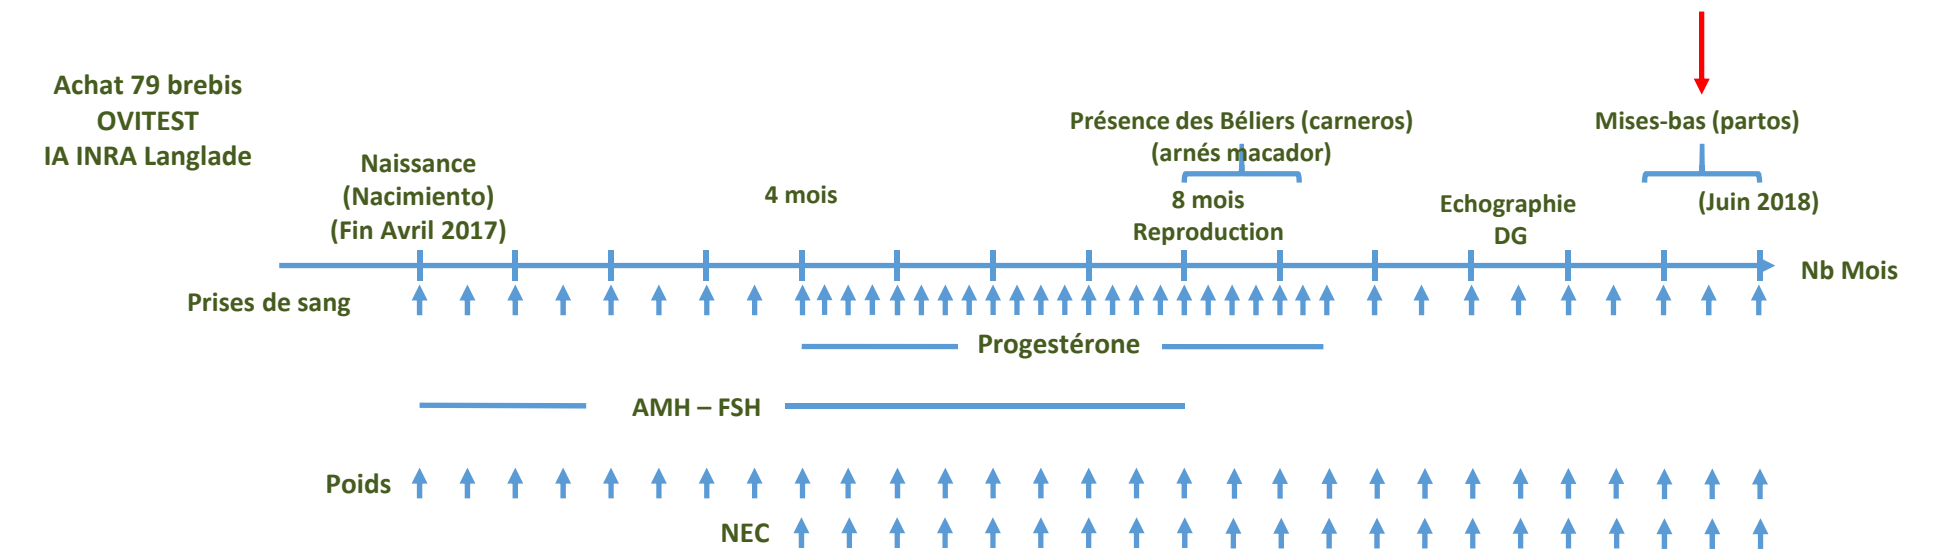 Achat 79 brebis
OVITEST
IA INRA Langlade
Naissance
(Nacimiento)
(Fin Avril 2017)
4 mois
Présence des Béliers (carneros)
(arnés macador)
8 mois
Reproduction
Echographie
DG
Mises-bas (partos)
(Juin 2018)
Nb Mois
Prises de sang
Progestérone
AMH – FSH
Poids
NEC